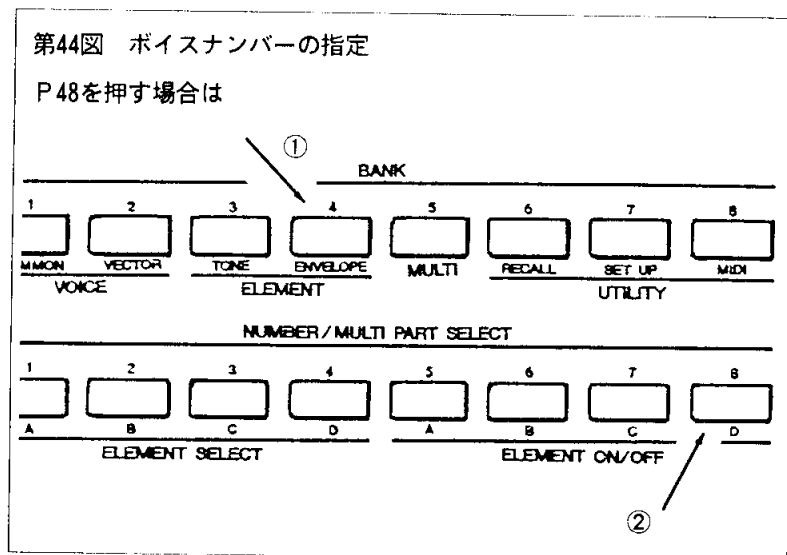 第44図 ボイスナンバーの指定
P48を押す場合は
①
BANK
1 2 3 4 5 6 7 8
MMON VECTOR TONE ENVELOPE MULTI RECALL SET UP MIDI
VOICE ELEMENT UTILITY
NUMBER/MULTI PART SELECT
1 2 3 4 5 6 7 8
A B C D A B C D
ELEMENT SELECT ELEMENT ON/OFF
②